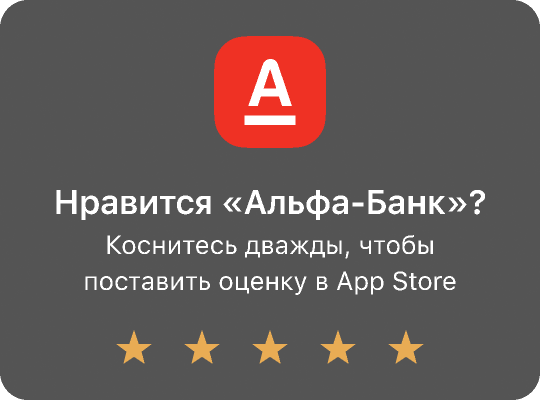 А
Нравится «Альфа-Банк»?
Коснитесь дважды, чтобы
поставить оценку в App Store